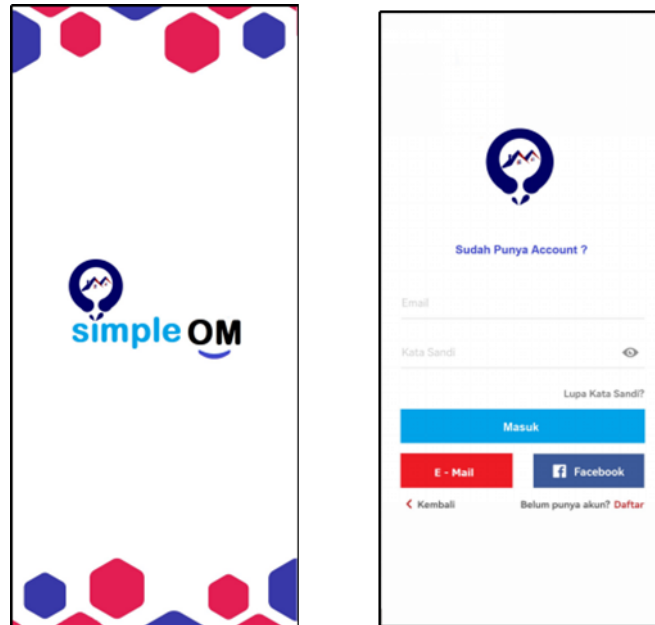 simple OM
Sudah Punya Account ?
Email
Kata Sandi
Lupa Kata Sandi?
Masuk
E - Mail
Facebook
Kembali
Belum punya akun? Daftar